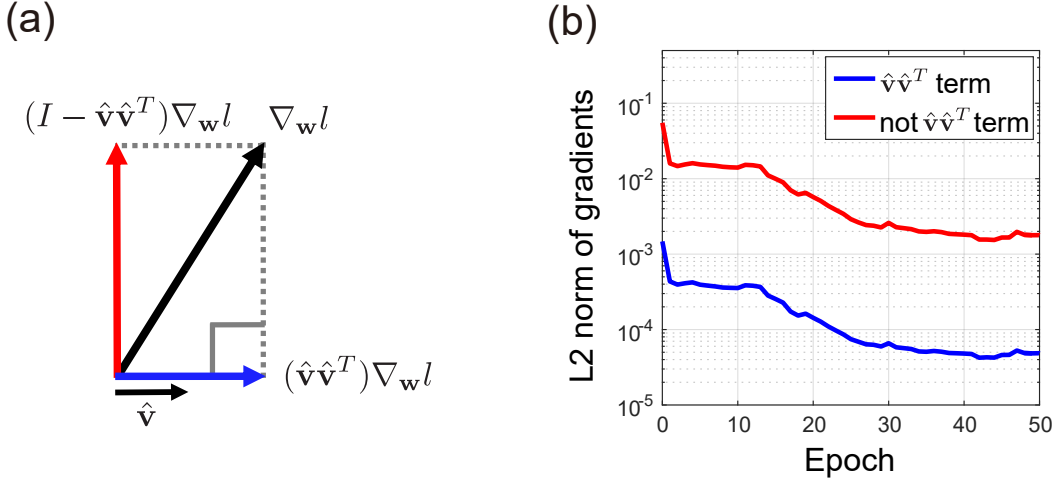 (a)
(I − v̂v̂ᵀ)∇_w l
∇_w l
(v̂v̂ᵀ)∇_w l
v̂
(b)
v̂v̂ᵀ term
not v̂v̂ᵀ term
L2 norm of gradients
10⁻¹
10⁻²
10⁻³
10⁻⁴
10⁻⁵
0 10 20 30 40 50
Epoch